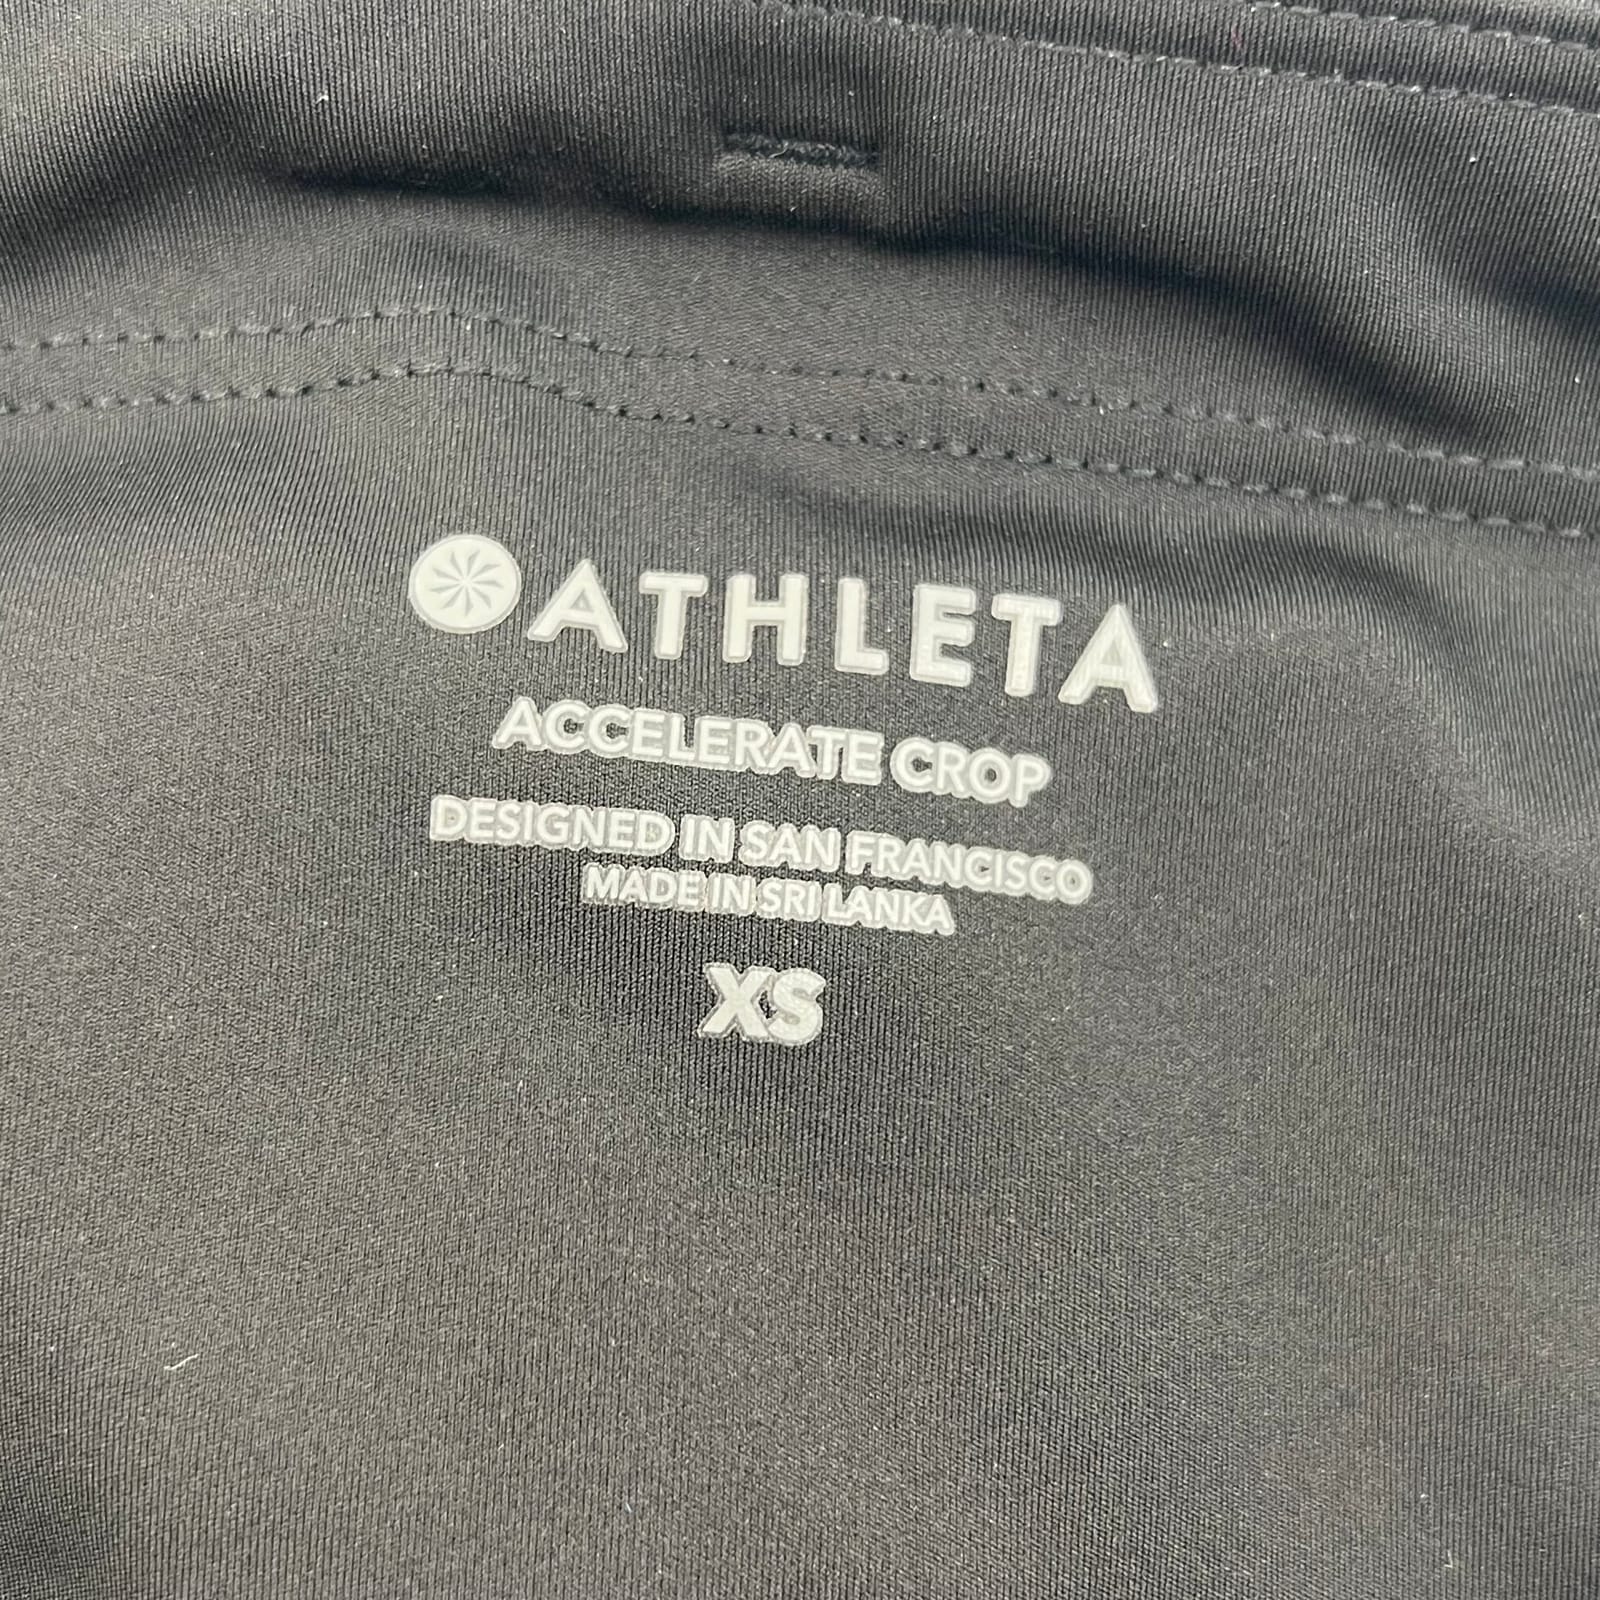 ATHLETA
ACCELERATE CROP
DESIGNED IN SAN FRANCISCO
MADE IN SRI LANKA
XS